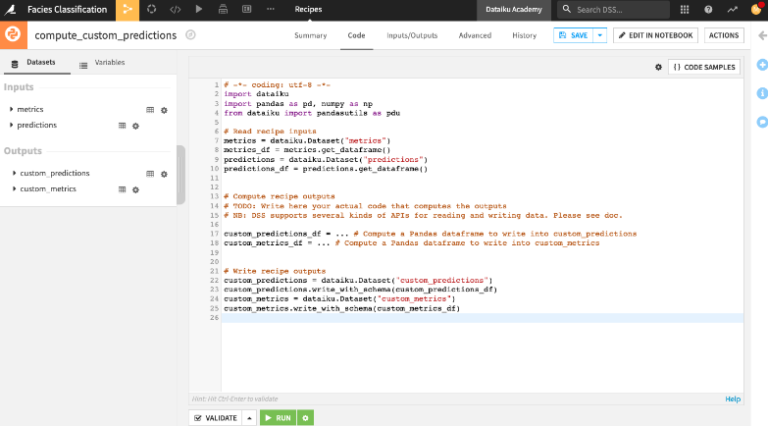 Facies Classification
Recipes
Dataiku Academy
Search DSS...
compute_custom_predictions
Summary
Code
Inputs/Outputs
Advanced
History
SAVE
EDIT IN NOTEBOOK
ACTIONS
Datasets
Variables
Inputs
metrics
predictions
Outputs
custom_predictions
custom_metrics
{} CODE SAMPLES
1 # -*- coding: utf-8 -*-
2 import dataiku
3 import pandas as pd, numpy as np
4 from dataiku import pandasutils as pdu
5
6 # Read recipe inputs
7 metrics = dataiku.Dataset("metrics")
8 metrics_df = metrics.get_dataframe()
9 predictions = dataiku.Dataset("predictions")
10 predictions_df = predictions.get_dataframe()
11
12
13 # Compute recipe outputs
14 # TODO: Write here your actual code that computes the outputs
15 # NB: DSS supports several kinds of APIs for reading and writing data. Please see doc.
16
17 custom_predictions_df = ... # Compute a Pandas dataframe to write into custom_predictions
18 custom_metrics_df = ... # Compute a Pandas dataframe to write into custom_metrics
19
20
21 # Write recipe outputs
22 custom_predictions = dataiku.Dataset("custom_predictions")
23 custom_predictions.write_with_schema(custom_predictions_df)
24 custom_metrics = dataiku.Dataset("custom_metrics")
25 custom_metrics.write_with_schema(custom_metrics_df)
26
Hint: Hit Ctrl-Enter to validate
Help
VALIDATE
RUN